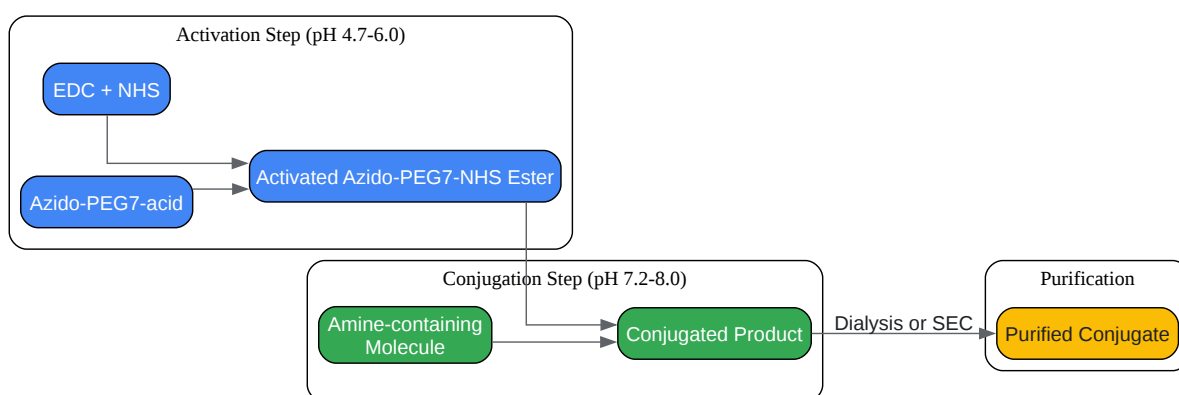 Activation Step (pH 4.7-6.0)
EDC + NHS
Azido-PEG7-acid
Activated Azido-PEG7-NHS Ester
Conjugation Step (pH 7.2-8.0)
Amine-containing
Molecule
Conjugated Product
Dialysis or SEC
Purification
Purified Conjugate